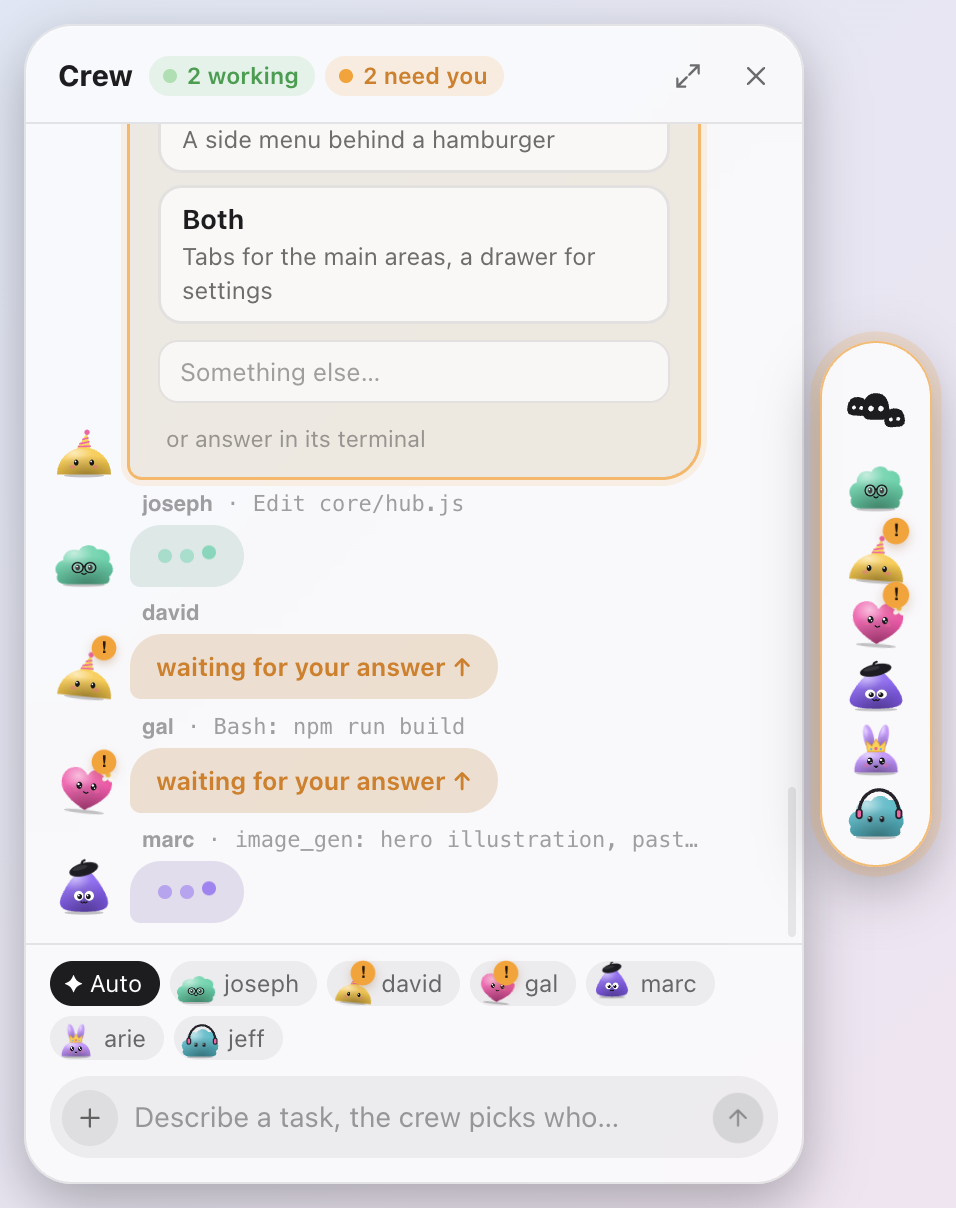 Crew
2 working
2 need you
A side menu behind a hamburger
Both
Tabs for the main areas, a drawer for
settings
Something else...
or answer in its terminal
joseph · Edit core/hub.js
david
!
waiting for your answer ↑
gal · Bash: npm run build
!
waiting for your answer ↑
marc · image_gen: hero illustration, past…
!
!
✦ Auto
joseph
! david
! gal
marc
arie
jeff
+ Describe a task, the crew picks who... ↑